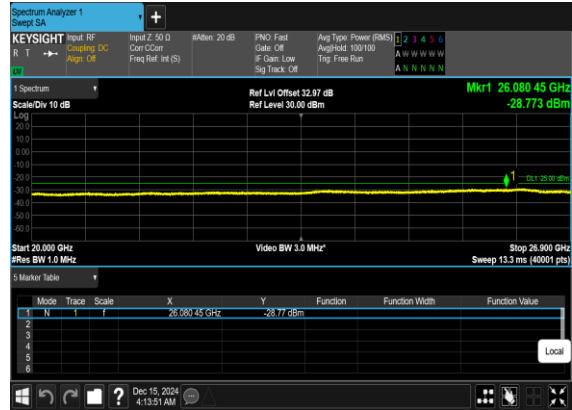 Spectrum Analyzer 1
Swept SA
+
KEYSIGHT Input: RF Input Z: 50 Ω #Atten: 20 dB PNO: Fast Avg Type: Power (RMS) 1 2 3 4 5 6
R T Coupling: DC Corr CCorr Gate: Off Avg|Hold: 100/100 A W W W W W
Align: Off Freq Ref: Int (S) IF Gain: Low Trig: Free Run
Sig Track: Off A N N N N N
1 Spectrum Ref Lvl Offset 32.97 dB Mkr1 26.080 45 GHz
Scale/Div 10 dB Ref Level 30.00 dBm -28.773 dBm
Log
20.0
10.0
0.00
-10.0
-20.0 1 DL1 -25.00 dBm
-30.0
-40.0
-50.0
-60.0
Start 20.000 GHz Video BW 3.0 MHz* Stop 26.900 GHz
#Res BW 1.0 MHz Sweep 13.3 ms (40001 pts)
5 Marker Table
Mode Trace Scale X Y Function Function Width Function Value
1 N 1 f 26.080 45 GHz -28.77 dBm
2
3
4
5
6
Local
? Dec 15, 2024
4:13:51 AM